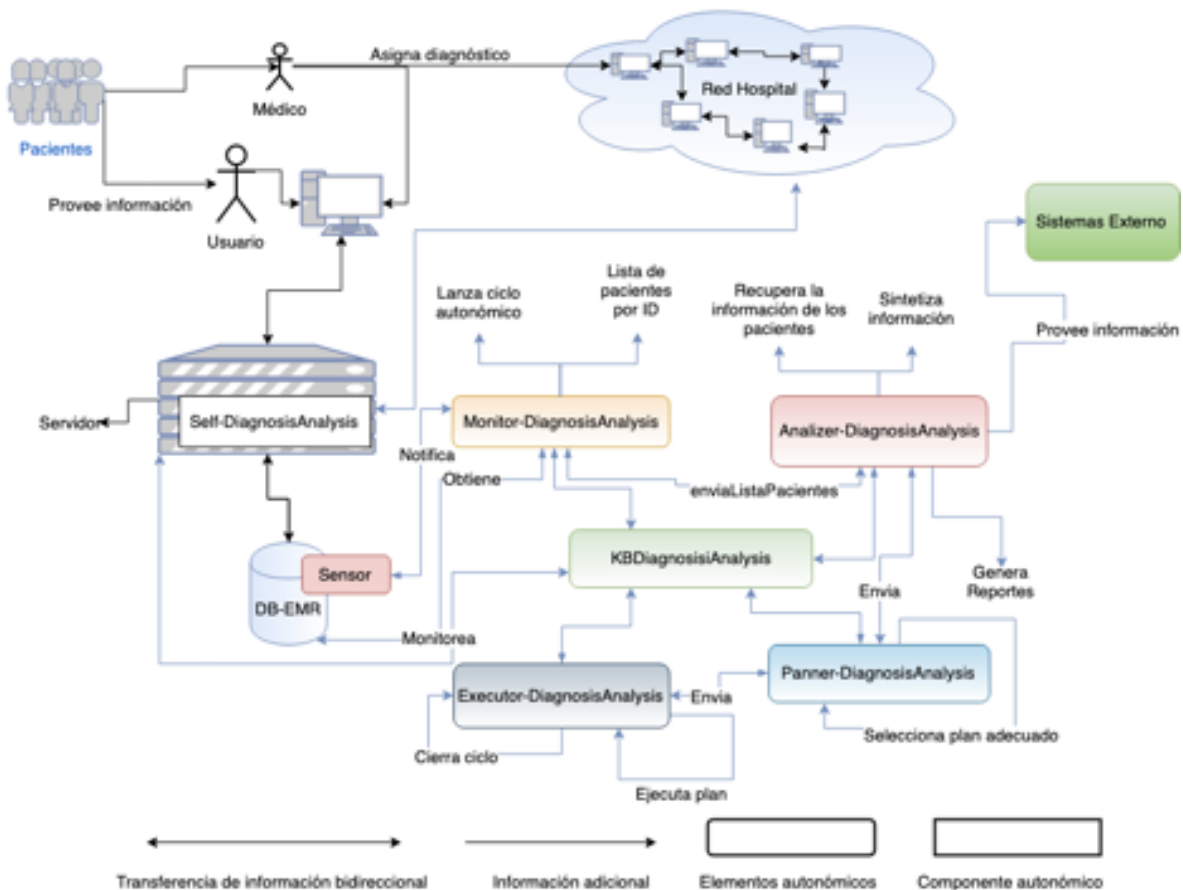 Asigna diagnóstico
Red Hospital
Médico
Pacientes
Provee información
Usuario
Sistemas Externo
Lanza ciclo
autonómico
Lista de
pacientes
por ID
Recupera la
información de los
pacientes
Sintetiza
información
Provee información
Servidor
Self-DiagnosisAnalysis
Monitor-DiagnosisAnalysis
Analizer-DiagnosisAnalysis
Notifica
Obtiene
enviaListaPacientes
KBDiagnosisiAnalysis
Sensor
DB-EMR
Genera
Reportes
Envia
Monitorea
Executor-DiagnosisAnalysis
Envia
Panner-DiagnosisAnalysis
Selecciona plan adecuado
Cierra ciclo
Ejecuta plan
Transferencia de información bidireccional
Información adicional
Elementos autonómicos
Componente autonómico